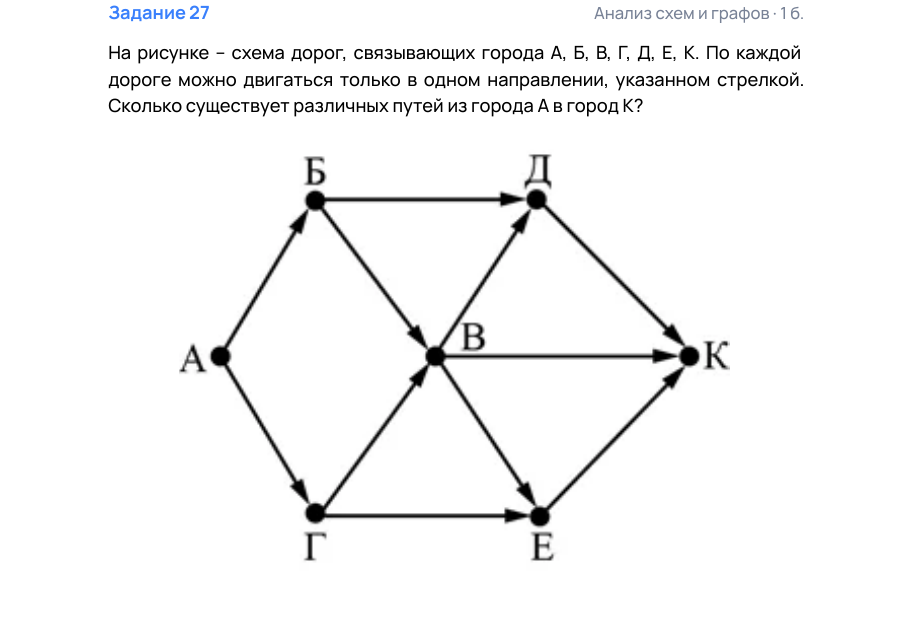 Задание 27
Анализ схем и графов · 1 б.
На рисунке – схема дорог, связывающих города А, Б, В, Г, Д, Е, К. По каждой
дороге можно двигаться только в одном направлении, указанном стрелкой.
Сколько существует различных путей из города А в город К?
Б
Д
А
В
К
Г
Е